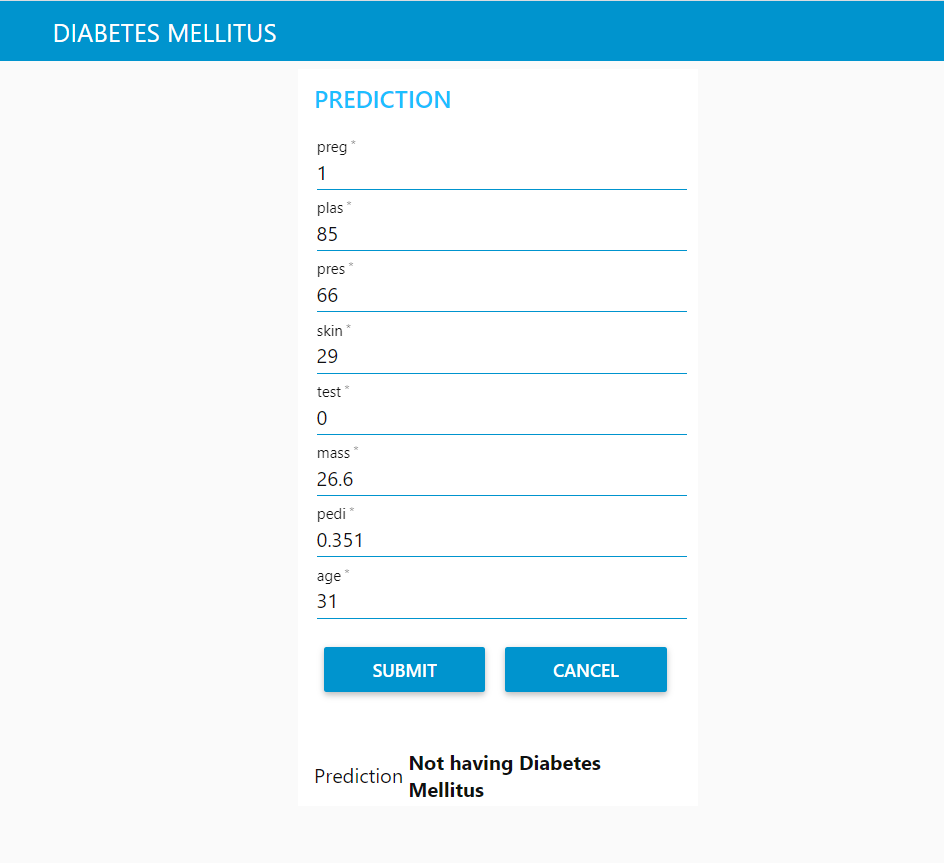 DIABETES MELLITUS
PREDICTION
preg *
1
plas *
85
pres *
66
skin *
29
test *
0
mass *
26.6
pedi *
0.351
age *
31
SUBMIT CANCEL
Prediction Not having Diabetes
Mellitus